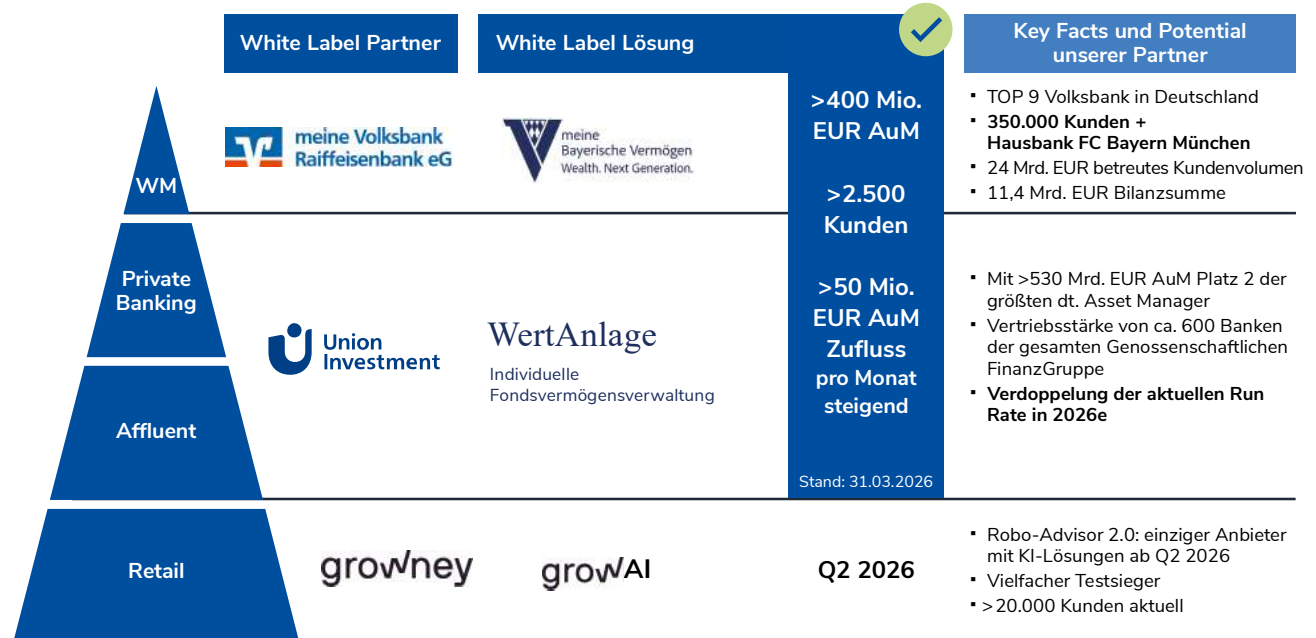 White Label Partner
White Label Lösung
Key Facts und Potential
unserer Partner
WM
meine Volksbank
Raiffeisenbank eG
meine
Bayerische Vermögen
Wealth. Next Generation.
>400 Mio.
EUR AuM
>2.500
Kunden
▪ TOP 9 Volksbank in Deutschland
▪ 350.000 Kunden +
Hausbank FC Bayern München
▪ 24 Mrd. EUR betreutes Kundenvolumen
▪ 11,4 Mrd. EUR Bilanzsumme
Private
Banking
Affluent
Union
Investment
WertAnlage
Individuelle
Fondsvermögensverwaltung
>50 Mio.
EUR AuM
Zufluss
pro Monat
steigend
Stand: 31.03.2026
▪ Mit >530 Mrd. EUR AuM Platz 2 der
größten dt. Asset Manager
▪ Vertriebsstärke von ca. 600 Banken
der gesamten Genossenschaftlichen
FinanzGruppe
▪ Verdoppelung der aktuellen Run
Rate in 2026e
Retail
growney
growAI
Q2 2026
▪ Robo-Advisor 2.0: einziger Anbieter
mit KI-Lösungen ab Q2 2026
▪ Vielfacher Testsieger
▪ >20.000 Kunden aktuell